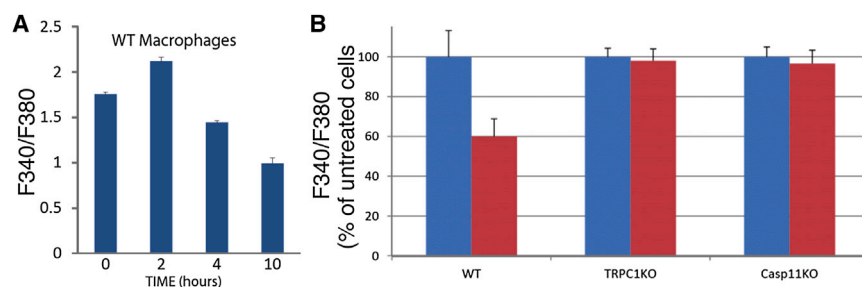 A
WT Macrophages
F340/F380
2.5
2
1.5
1
0.5
0
0 2 4 10
TIME (hours)
B
F340/F380
(% of untreated cells
100
80
60
40
20
0
WT TRPC1KO Casp11KO